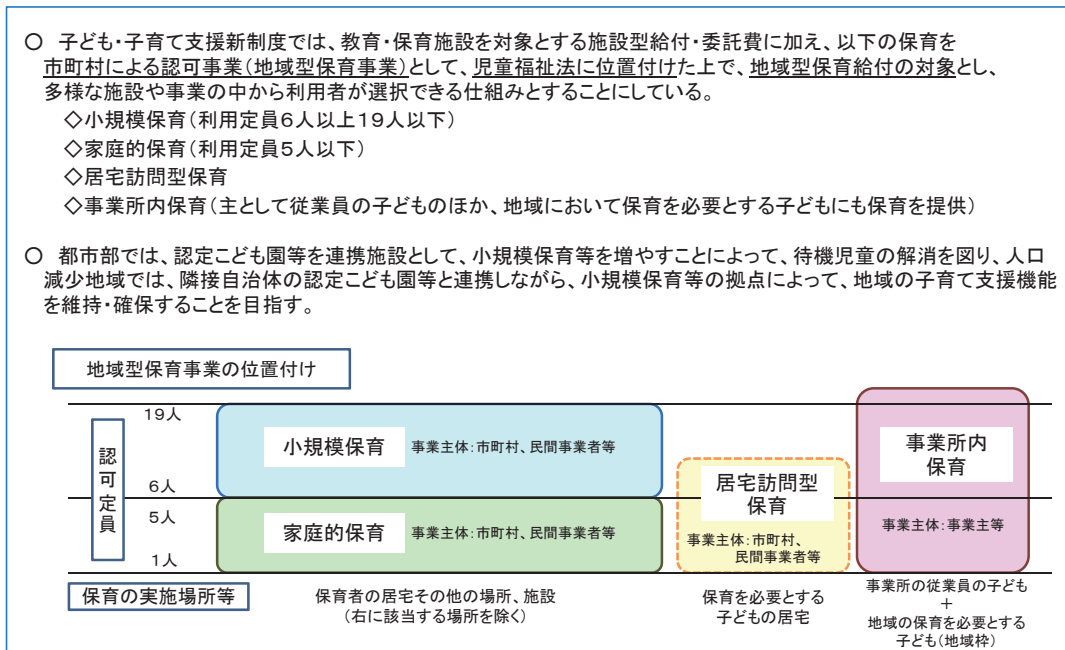 ○ 子ども・子育て支援新制度では、教育・保育施設を対象とする施設型給付・委託費に加え、以下の保育を
市町村による認可事業（地域型保育事業）として、児童福祉法に位置付けた上で、地域型保育給付の対象とし、
多様な施設や事業の中から利用者が選択できる仕組みとすることにしている。
◇小規模保育（利用定員６人以上１９人以下）
◇家庭的保育（利用定員５人以下）
◇居宅訪問型保育
◇事業所内保育（主として従業員の子どものほか、地域において保育を必要とする子どもにも保育を提供）
○ 都市部では、認定こども園等を連携施設として、小規模保育等を増やすことによって、待機児童の解消を図り、人口
減少地域では、隣接自治体の認定こども園等と連携しながら、小規模保育等の拠点によって、地域の子育て支援機能
を維持・確保することを目指す。
地域型保育事業の位置付け
認可定員
19人
6人
5人
1人
小規模保育 事業主体：市町村、民間事業者等
家庭的保育 事業主体：市町村、民間事業者等
居宅訪問型
保育
事業主体：市町村、
民間事業者等
事業所内
保育
事業主体：事業主等
保育の実施場所等
保育者の居宅その他の場所、施設
（右に該当する場所を除く）
保育を必要とする
子どもの居宅
事業所の従業員の子ども
＋
地域の保育を必要とする
子ども（地域枠）